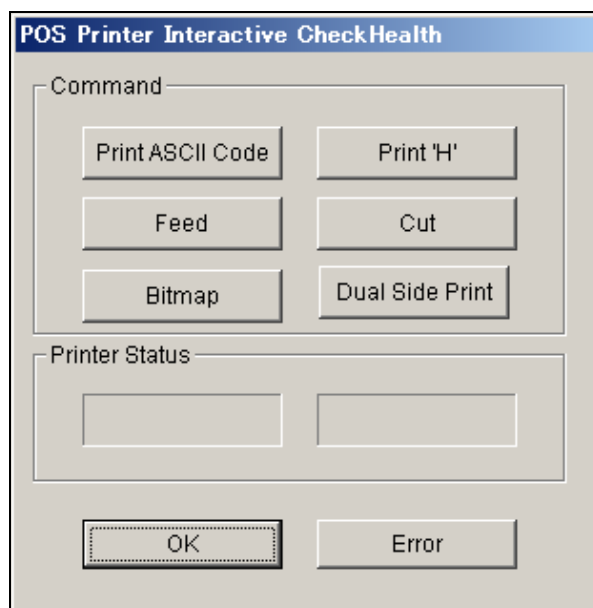 POS Printer Interactive CheckHealth
Command
Print ASCII Code
Print 'H'
Feed
Cut
Bitmap
Dual Side Print
Printer Status
OK
Error